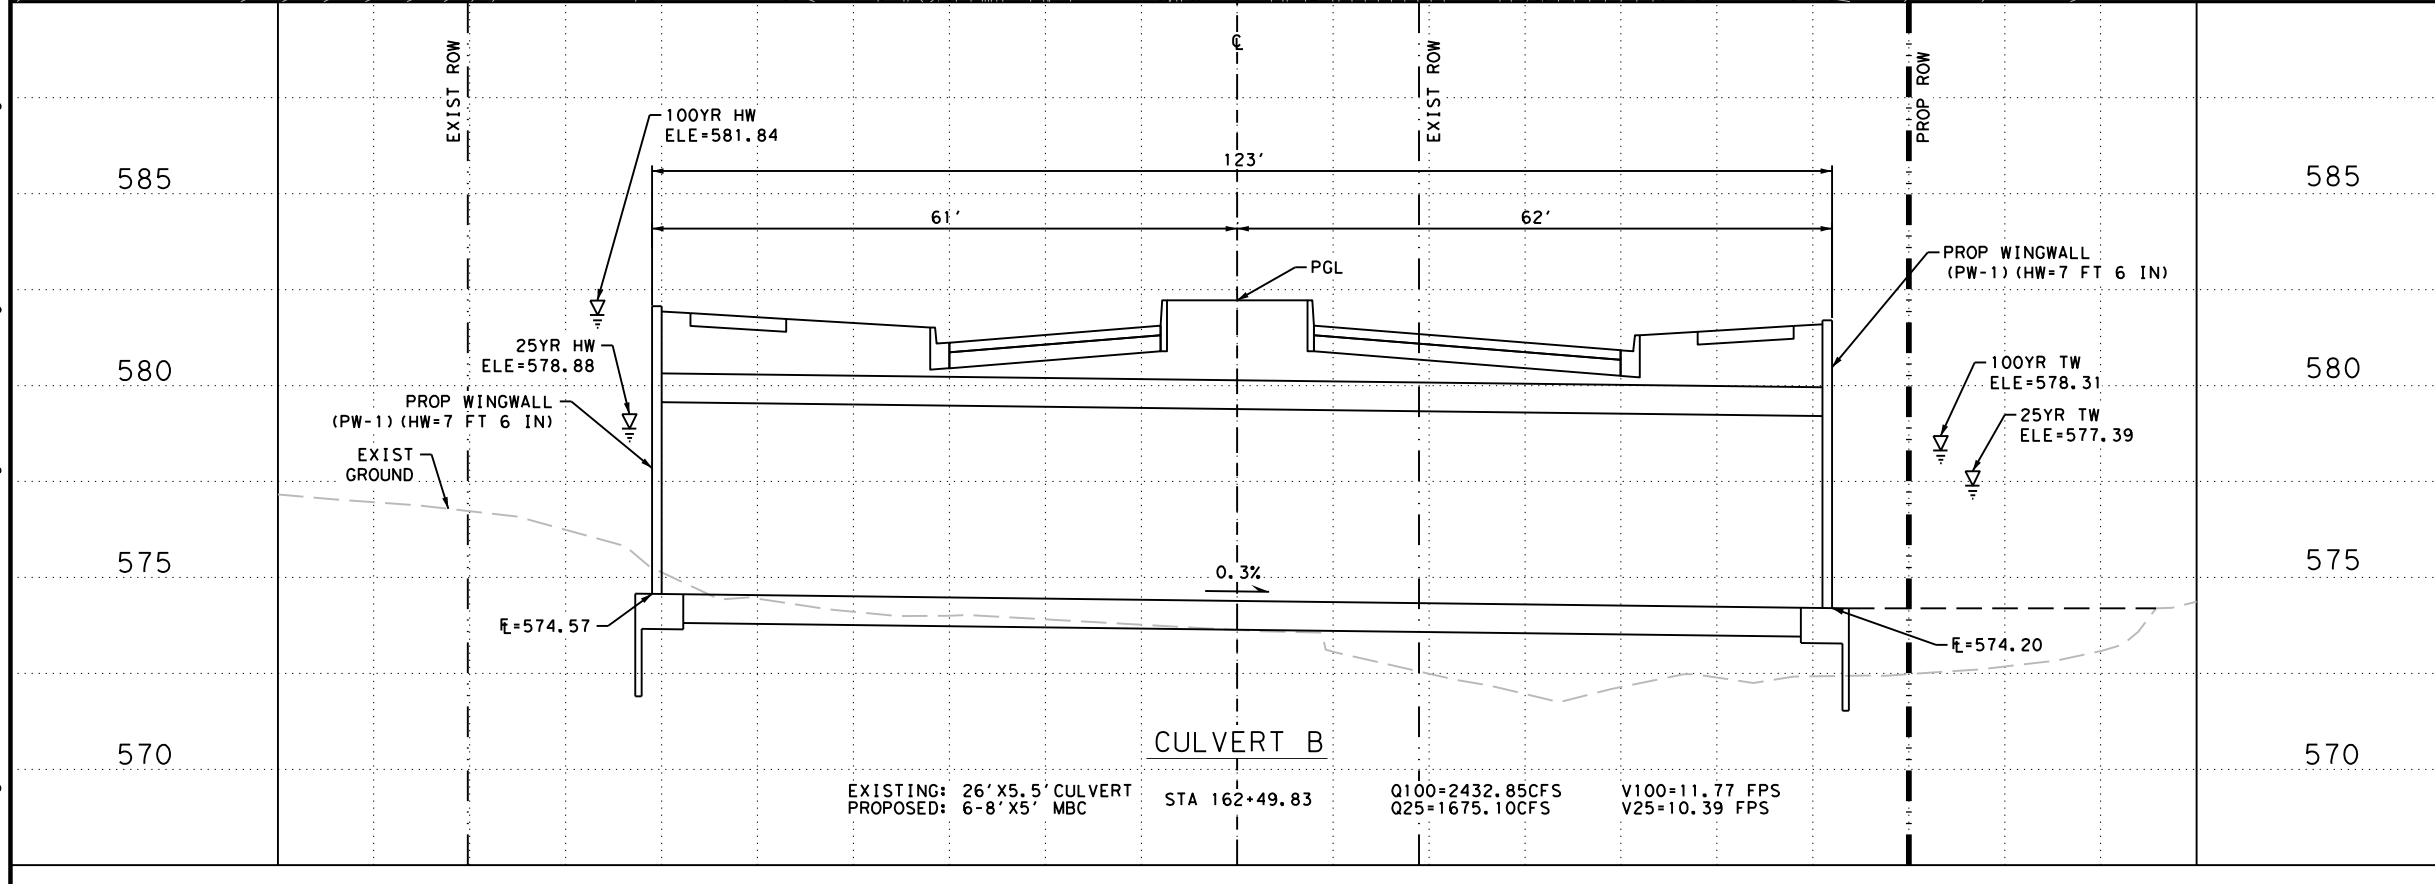 EXIST ROW
℄
EXIST ROW
PROP ROW
100YR HW
ELE=581.84
123'
585
585
61'
62'
PGL
PROP WINGWALL
(PW-1)(HW=7 FT 6 IN)
25YR HW
ELE=578.88
580
580
100YR TW
ELE=578.31
PROP WINGWALL
(PW-1)(HW=7 FT 6 IN)
25YR TW
ELE=577.39
EXIST
GROUND
575
575
0.3%
FL=574.57
FL=574.20
570
570
CULVERT B
EXISTING: 26'X5.5'CULVERT
PROPOSED: 6-8'X5' MBC
STA 162+49.83
Q100=2432.85CFS
Q25=1675.10CFS
V100=11.77 FPS
V25=10.39 FPS